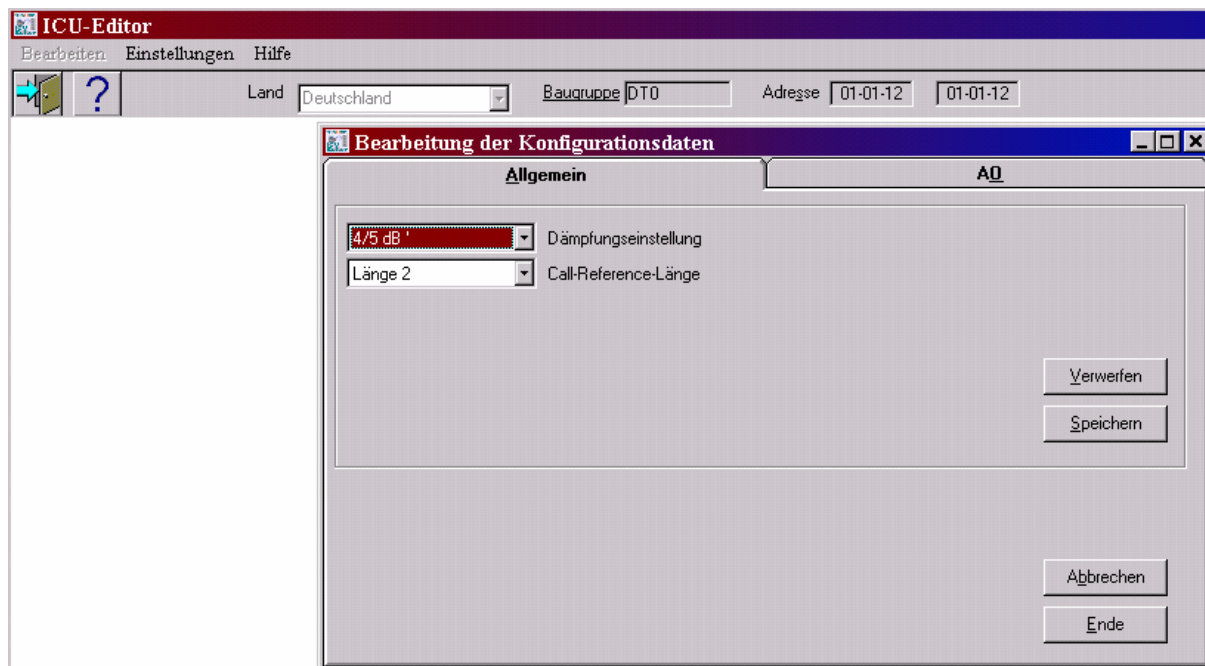 ICU-Editor
Bearbeiten Einstellungen Hilfe
Land Deutschland Baugruppe DT0 Adresse 01-01-12 01-01-12
Bearbeitung der Konfigurationsdaten
Allgemein AO
4/5 dB ' Dämpfungseinstellung
Länge 2 Call-Reference-Länge
Verwerfen
Speichern
Abbrechen
Ende